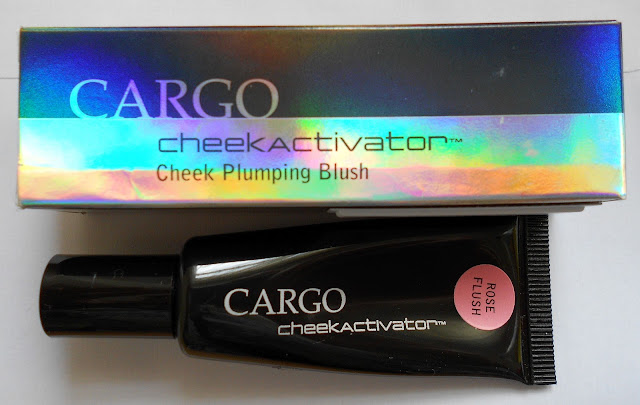 CARGO
cheekActivator™
Cheek Plumping Blush
CARGO
cheekActivator™
ROSE
FLUSH